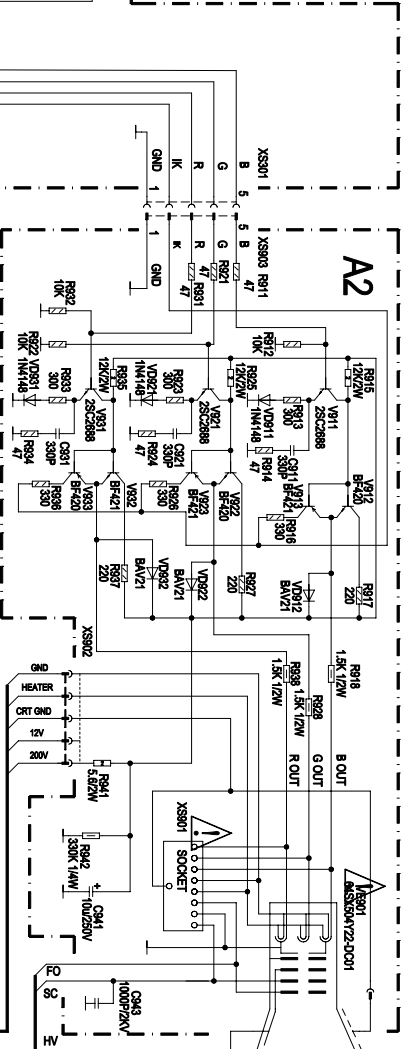 XS301
B
G
R
IK
GND
5
1
XS903
5
B
G
R
IK
1
GND
A2
R911
47
R921
47
R931
47
R912
10K
R922
10K
R932
10K
R915
12K/2W
R925
12K/2W
R935
12K/2W
V911
2SC2688
V921
2SC2688
V931
2SC2688
R913
300
R923
300
R933
300
VD911
1N4148
VD921
1N4148
VD931
1N4148
C911
330P
C921
330P
C931
330P
R914
47
R924
47
R934
47
V912
BF420
V913
BF421
V922
BF420
V923
BF421
V932
BF421
V933
BF420
R916
330
R926
330
R936
330
R917
220
R927
220
R937
220
VD912
BAV21
VD922
BAV21
VD932
BAV21
R918
1.5K 1/2W
R928
1.5K 1/2W
R938
1.5K 1/2W
B OUT
G OUT
R OUT
XS902
GND
HEATER
CRT GND
12V
200V
R941
5.6/2W
R942
330K 1/4W
C941
10u/250V
+
XS901
!
SOCKET
!
VE901
64SX504Y22-DC01
FO
SC
HV
C943
1000P/2KV